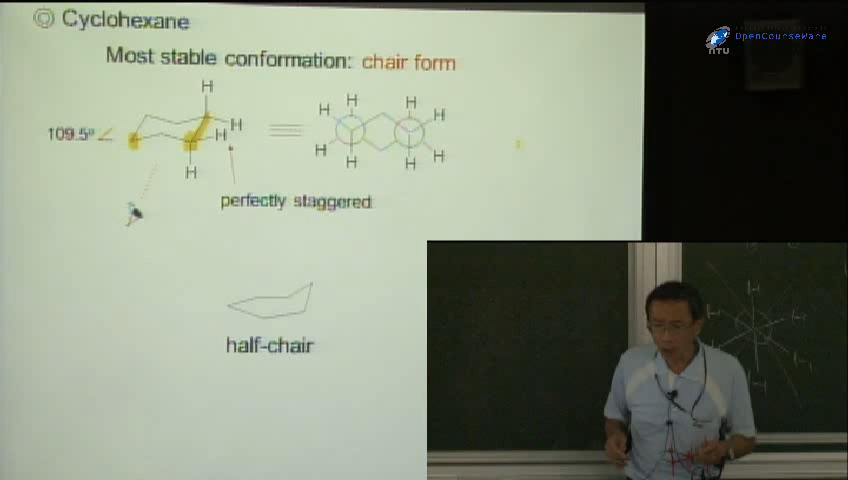 ◎ Cyclohexane
Most stable conformation: chair form
H
H
H
H
109.5°
H
H
H
H
H
H
H
H
perfectly staggered
half-chair
NTU
OpenCourseWare
H
H
H
H
H